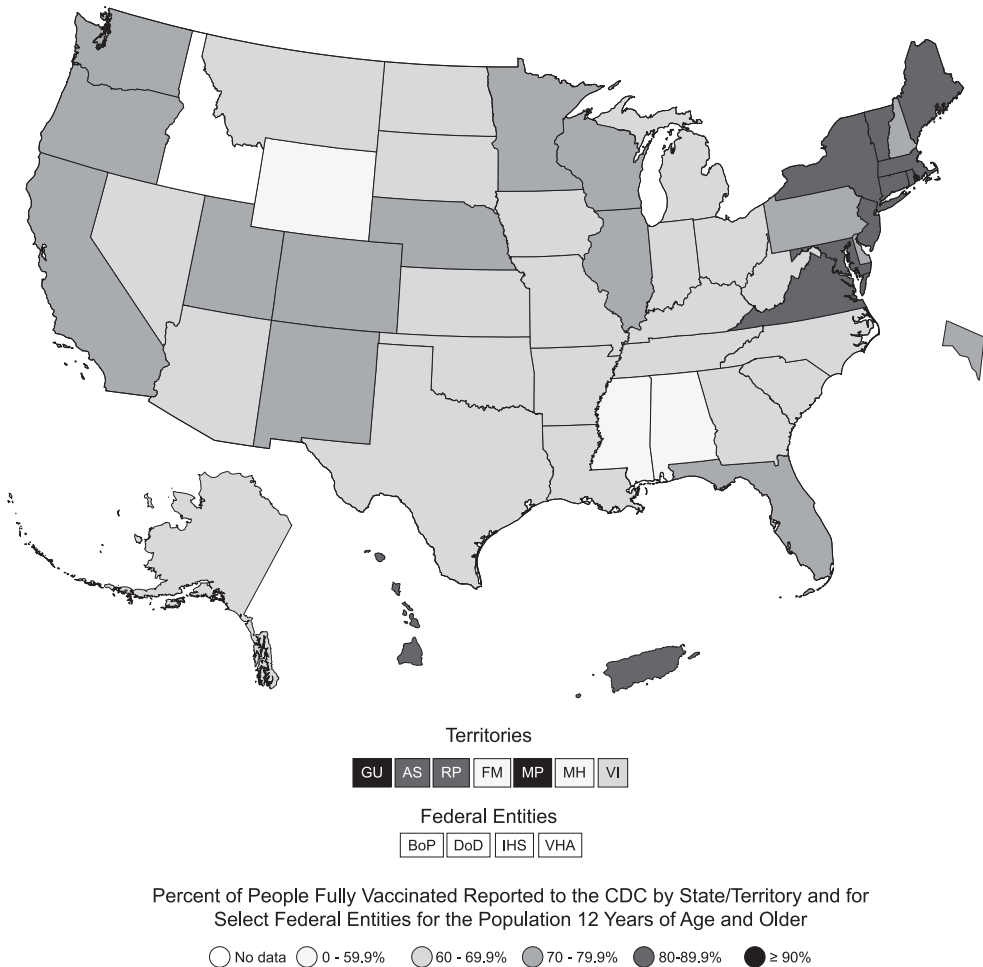 Territories
GU AS RP FM MP MH VI
Federal Entities
BoP DoD IHS VHA
Percent of People Fully Vaccinated Reported to the CDC by State/Territory and for
Select Federal Entities for the Population 12 Years of Age and Older
No data 0 - 59.9% 60 - 69.9% 70 - 79.9% 80-89.9% ≥ 90%